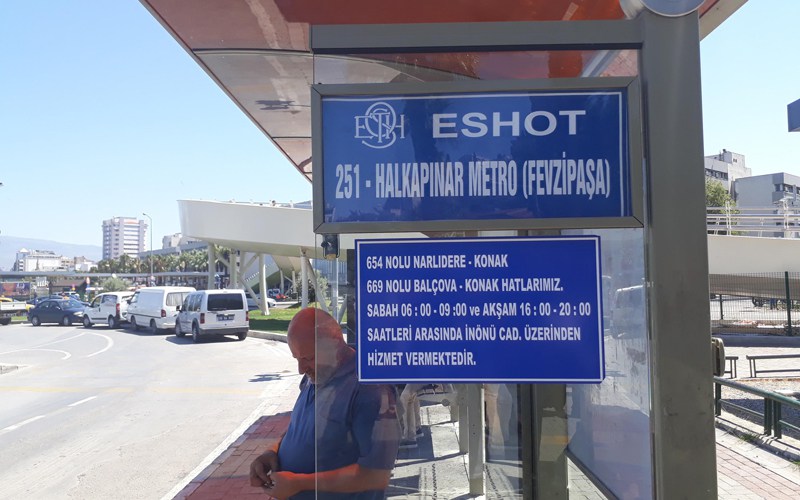 ESHOT ESHOT
251 - HALKAPINAR METRO (FEVZİPAŞA)
654 NOLU NARLIDERE - KONAK
669 NOLU BALÇOVA - KONAK HATLARIMIZ.
SABAH 06 : 00 - 09 :00 ve AKŞAM 16 : 00 - 20 : 00
SAATLERİ ARASINDA İNÖNÜ CAD. ÜZERİNDEN
HİZMET VERMEKTEDİR.